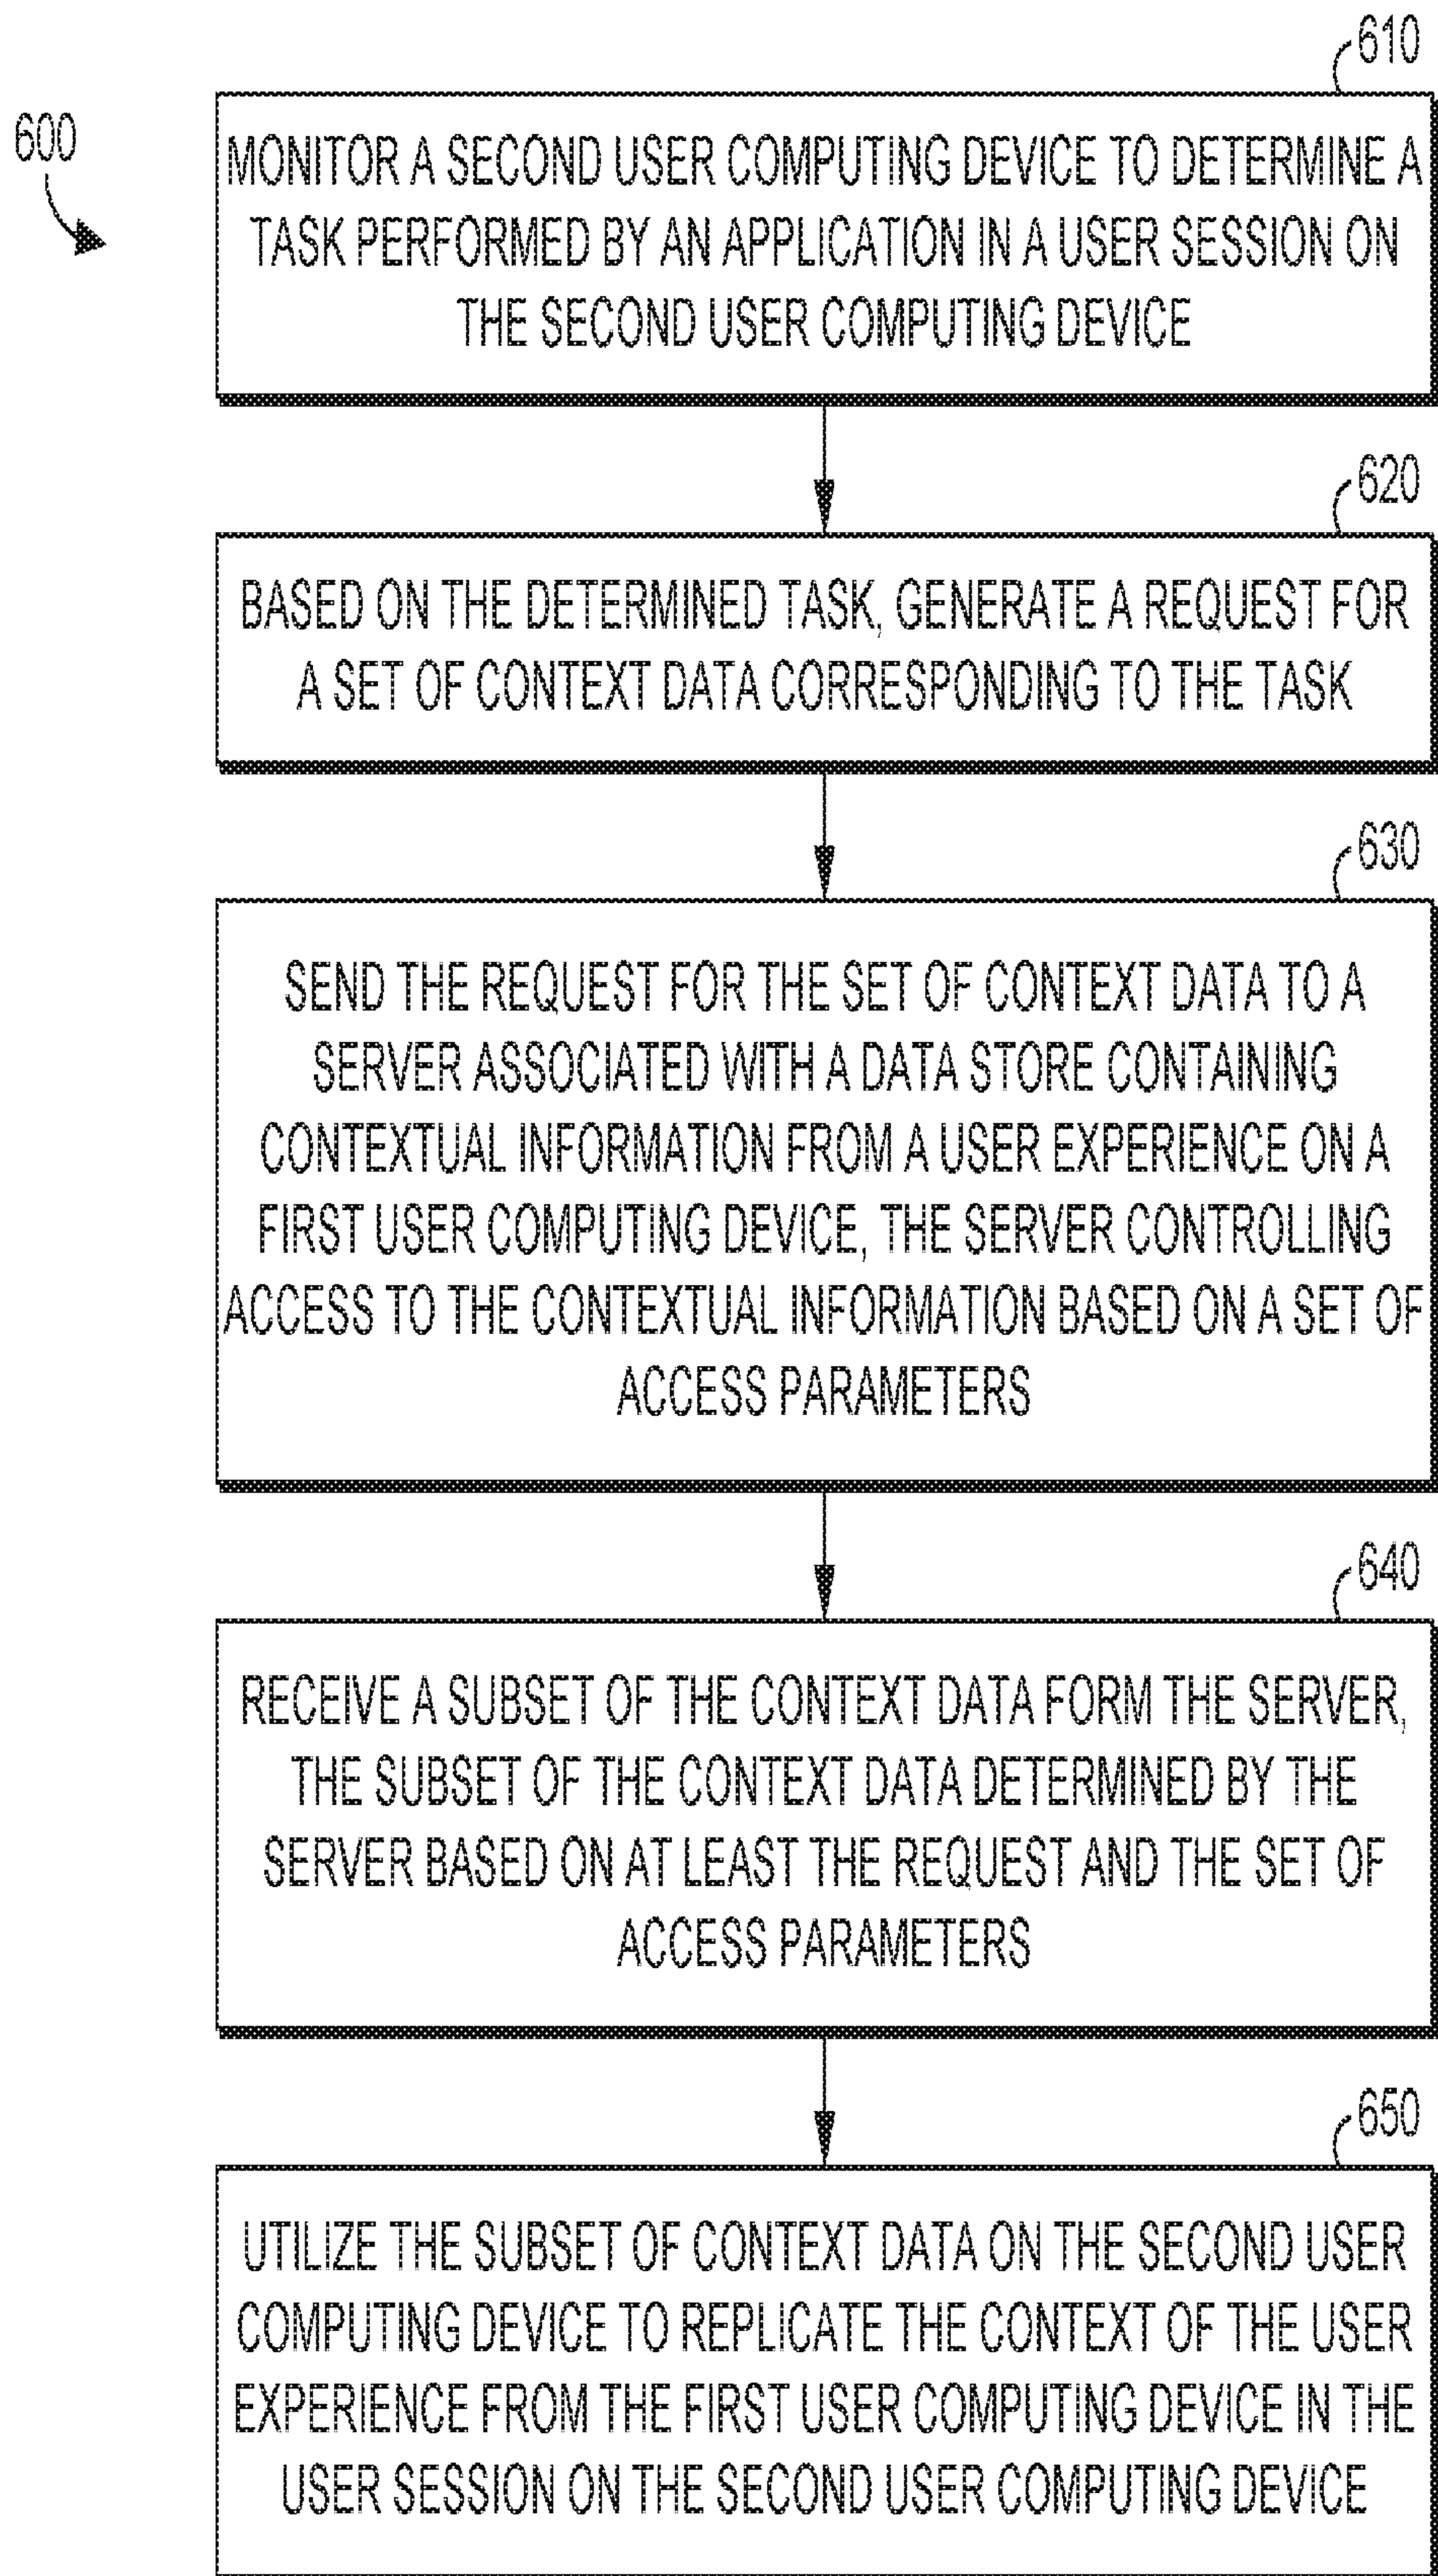 610
600
MONITOR A SECOND USER COMPUTING DEVICE TO DETERMINE A
TASK PERFORMED BY AN APPLICATION IN A USER SESSION ON
THE SECOND USER COMPUTING DEVICE
620
BASED ON THE DETERMINED TASK, GENERATE A REQUEST FOR
A SET OF CONTEXT DATA CORRESPONDING TO THE TASK
630
SEND THE REQUEST FOR THE SET OF CONTEXT DATA TO A
SERVER ASSOCIATED WITH A DATA STORE CONTAINING
CONTEXTUAL INFORMATION FROM A USER EXPERIENCE ON A
FIRST USER COMPUTING DEVICE, THE SERVER CONTROLLING
ACCESS TO THE CONTEXTUAL INFORMATION BASED ON A SET OF
ACCESS PARAMETERS
640
RECEIVE A SUBSET OF THE CONTEXT DATA FORM THE SERVER,
THE SUBSET OF THE CONTEXT DATA DETERMINED BY THE
SERVER BASED ON AT LEAST THE REQUEST AND THE SET OF
ACCESS PARAMETERS
650
UTILIZE THE SUBSET OF CONTEXT DATA ON THE SECOND USER
COMPUTING DEVICE TO REPLICATE THE CONTEXT OF THE USER
EXPERIENCE FROM THE FIRST USER COMPUTING DEVICE IN THE
USER SESSION ON THE SECOND USER COMPUTING DEVICE